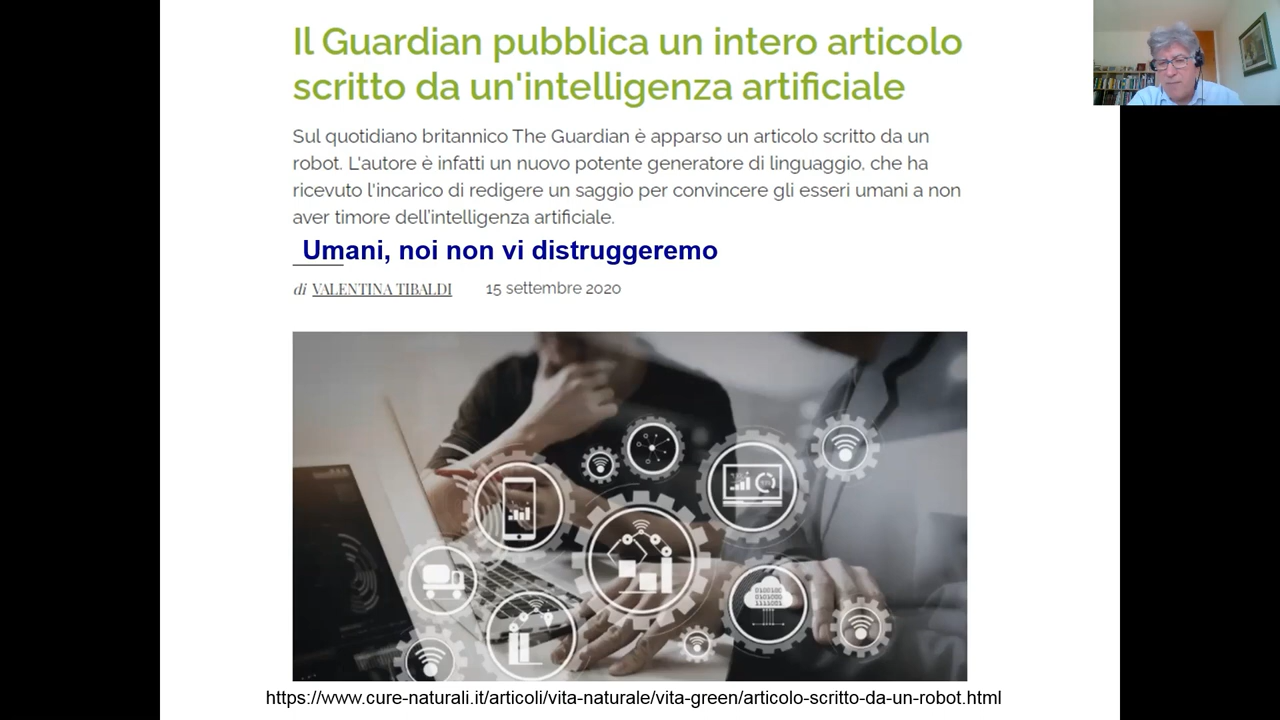 Il Guardian pubblica un intero articolo
scritto da un'intelligenza artificiale
Sul quotidiano britannico The Guardian è apparso un articolo scritto da un
robot. L'autore è infatti un nuovo potente generatore di linguaggio, che ha
ricevuto l'incarico di redigere un saggio per convincere gli esseri umani a non
aver timore dell'intelligenza artificiale.
Umani, noi non vi distruggeremo
di VALENTINA TIBALDI 15 settembre 2020
0100100
0101000
1111001
https://www.cure-naturali.it/articoli/vita-naturale/vita-green/articolo-scritto-da-un-robot.html